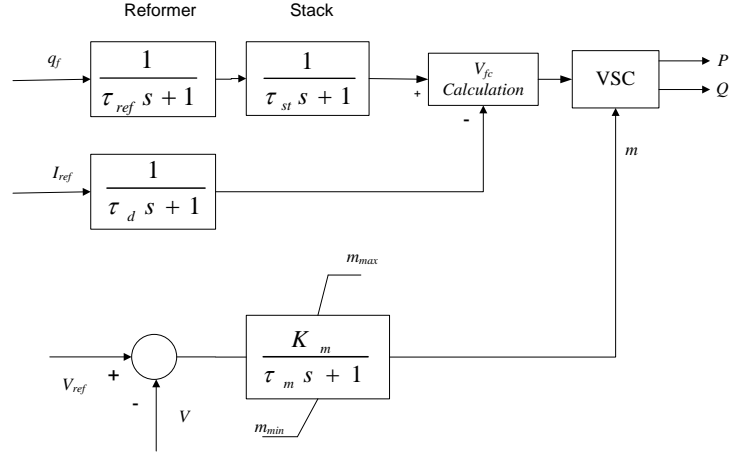 Reformer Stack
q_f
1
τ_ref s + 1
1
τ_st s + 1
+
-
V_fc
Calculation
VSC
P
Q
I_ref
1
τ_d s + 1
m
m_max
K_m
τ_m s + 1
V_ref
+
-
V
m_min